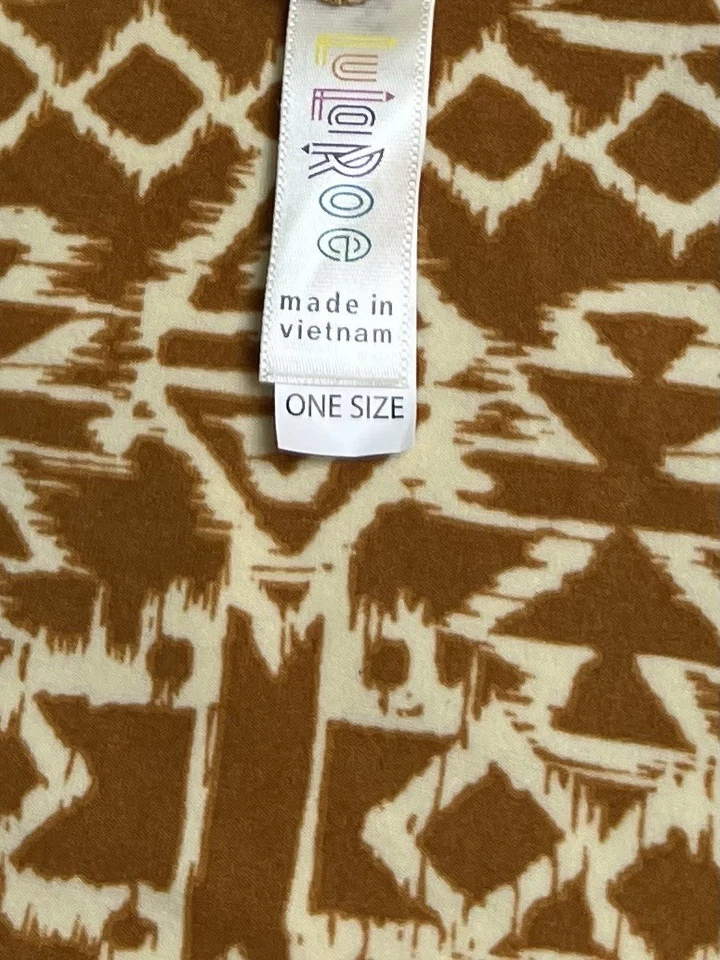 LuLaRoe
made in
vietnam
ONE SIZE